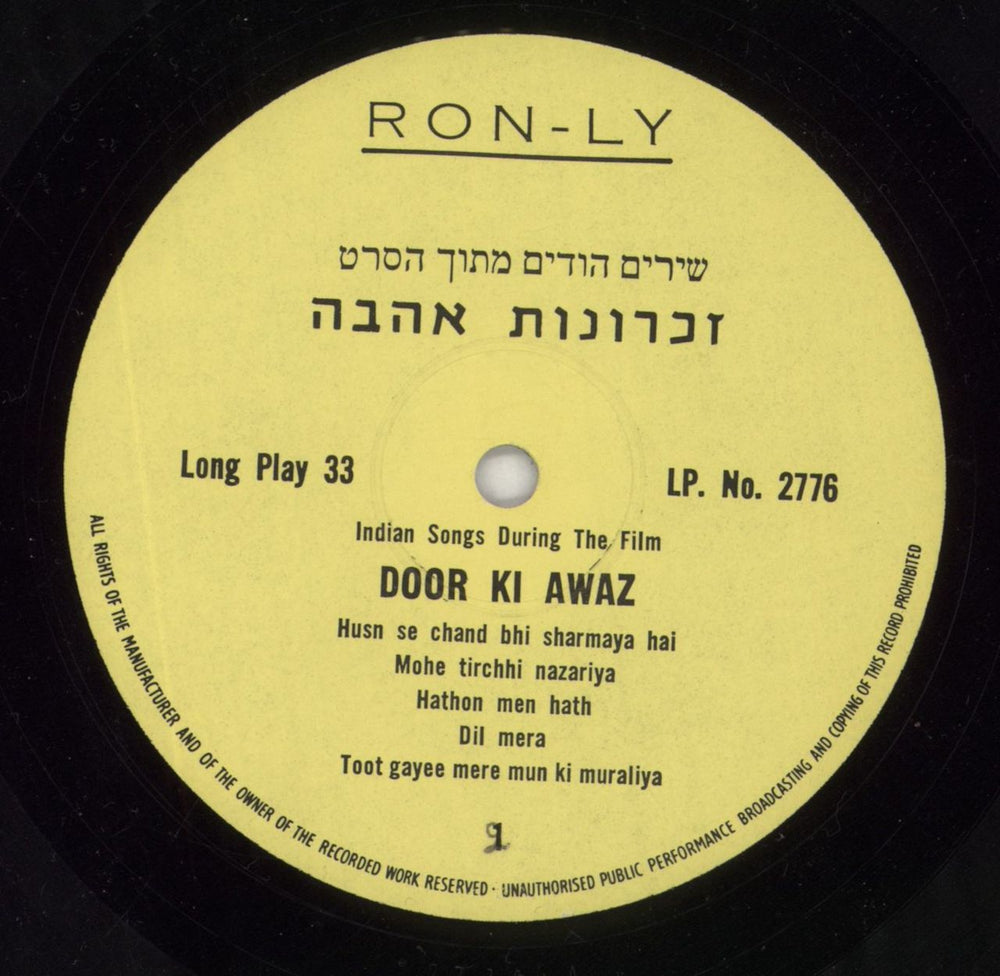 RON-LY
שירים הודים מתוך הסרט
זכרונות אהבה
Long Play 33
LP. No. 2776
Indian Songs During The Film
DOOR KI AWAZ
Husn se chand bhi sharmaya hai
Mohe tirchhi nazariya
Hathon men hath
Dil mera
Toot gayee mere mun ki muraliya
1
ALL RIGHTS OF THE MANUFACTURER AND OF THE OWNER OF THE RECORDED WORK RESERVED · UNAUTHORISED PUBLIC PERFORMANCE BROADCASTING AND COPYING OF THIS RECORD PROHIBITED